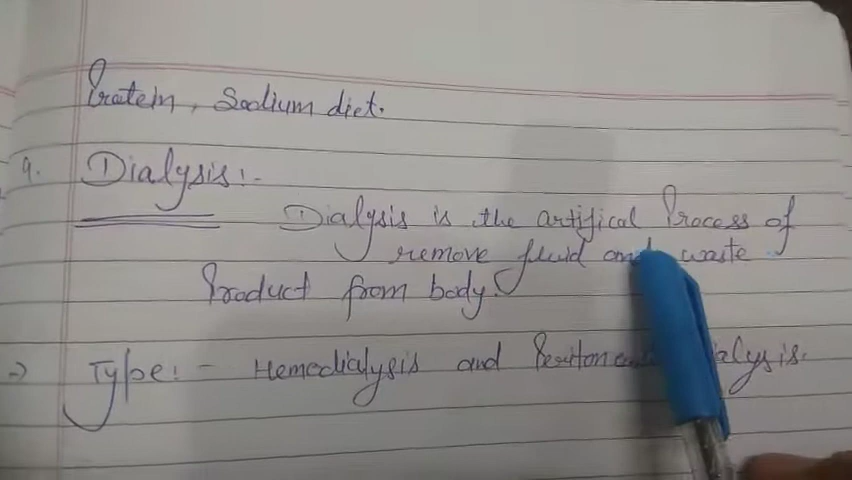 Protein, Sodium diet.
9. Dialysis:-
Dialysis is the artifical Process of
remove fluid and waste
Product from body.
→ Type:- Hemodialysis and